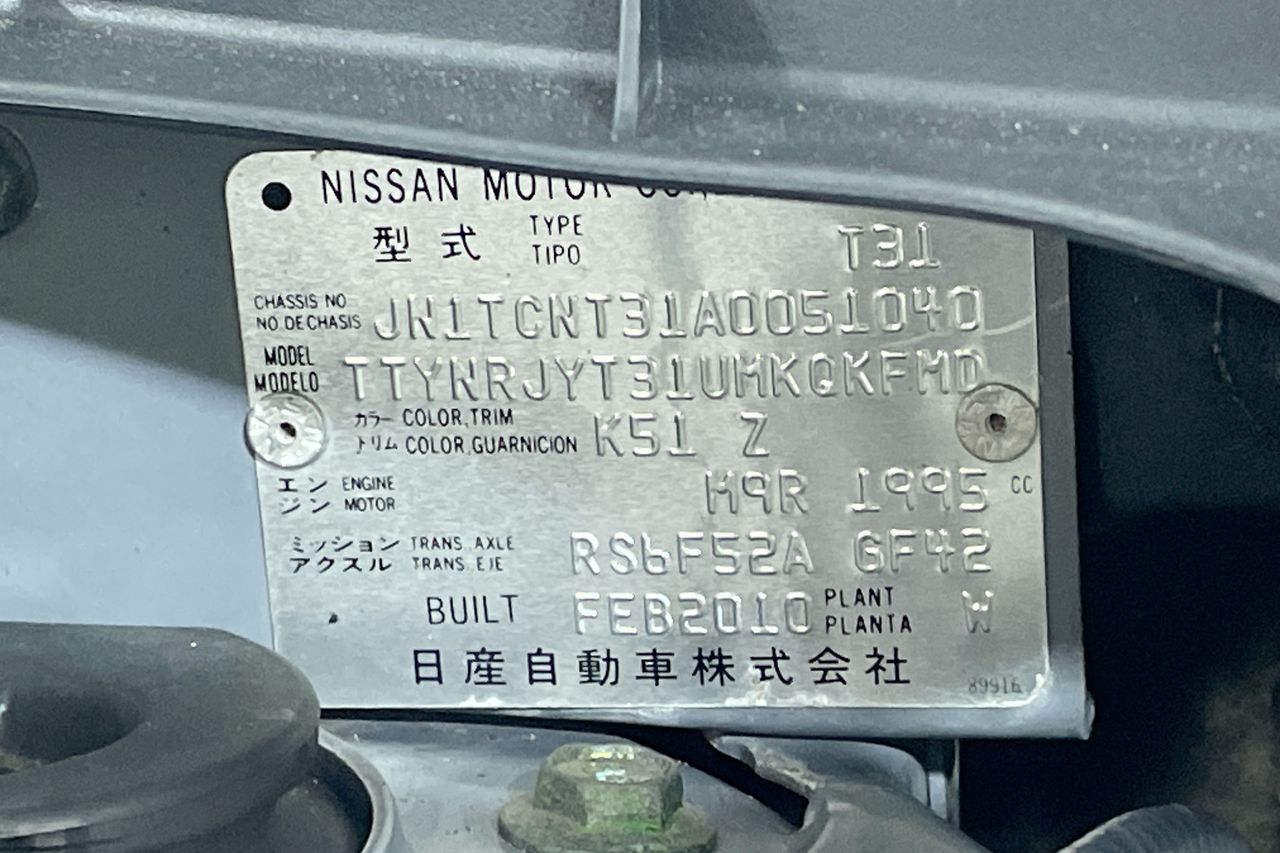 NISSAN MOTOR
型式 TYPE TIPO T31
CHASSIS NO
NO.DE CHASIS JN1TCNT31A0051040
MODEL
MODELO TTYNRJYT31UMKQKFMD
カラー COLOR,TRIM
トリム COLOR,GUARNICION K51 Z
エン ENGINE
ジン MOTOR M9R 1995 CC
ミッション TRANS. AXLE
アクスル TRANS. EJE RS6F52A GF42
BUILT FEB2010 PLANT
PLANTA W
日産自動車株式会社
89916